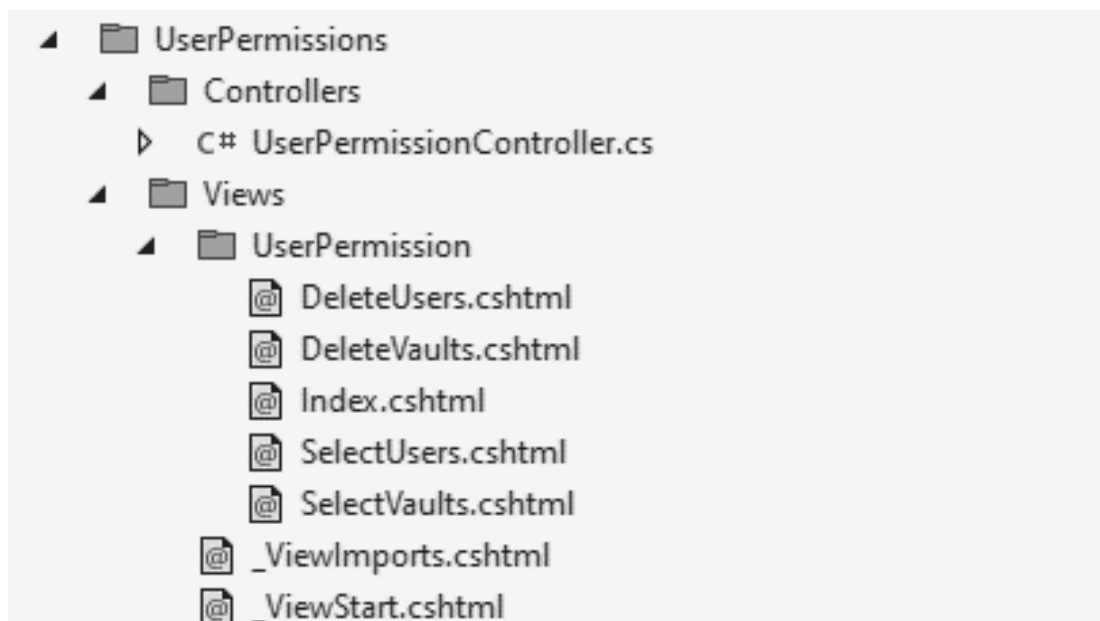 UserPermissions
Controllers
C# UserPermissionController.cs
Views
UserPermission
@ DeleteUsers.cshtml
@ DeleteVaults.cshtml
@ Index.cshtml
@ SelectUsers.cshtml
@ SelectVaults.cshtml
@ _ViewImports.cshtml
@ _ViewStart.cshtml